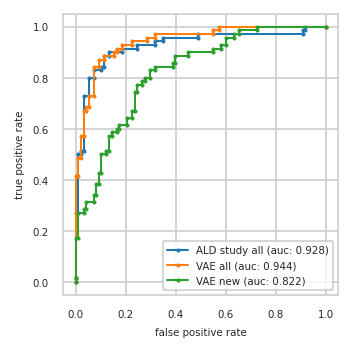 1.0
0.8
0.6
0.4
0.2
0.0
true positive rate
ALD study all (auc: 0.928)
VAE all (auc: 0.944)
VAE new (auc: 0.822)
0.0 0.2 0.4 0.6 0.8 1.0
false positive rate